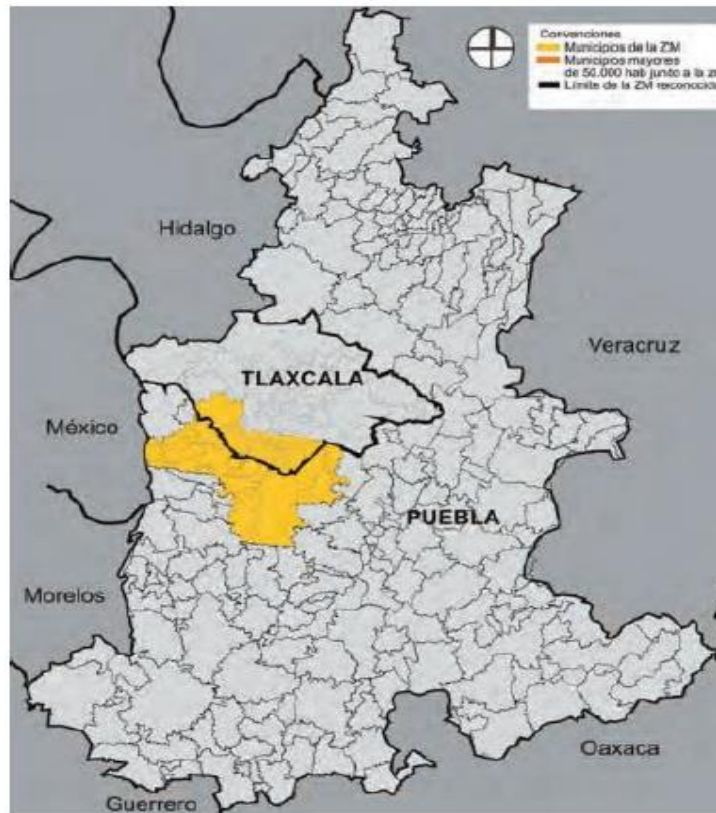 Convenciones
Municipios de la ZM
Municipios mayores
de 50.000 hab junto a la
Límite de la ZM reconocida
Hidalgo
Veracruz
TLAXCALA
México
PUEBLA
Morelos
Oaxaca
Guerrero